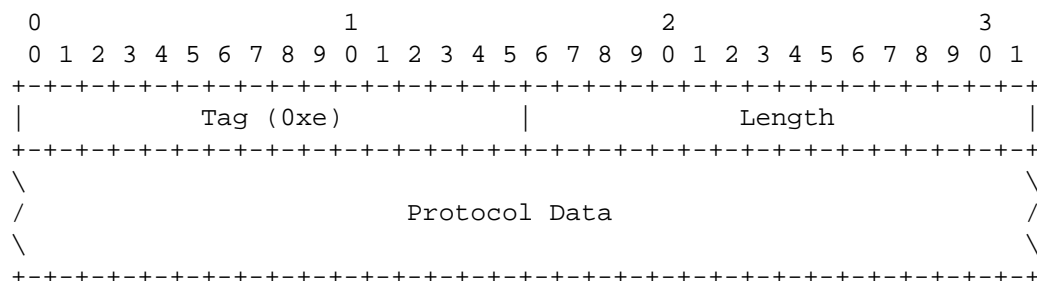 0                   1                   2                   3
 0 1 2 3 4 5 6 7 8 9 0 1 2 3 4 5 6 7 8 9 0 1 2 3 4 5 6 7 8 9 0 1
+-+-+-+-+-+-+-+-+-+-+-+-+-+-+-+-+-+-+-+-+-+-+-+-+-+-+-+-+-+-+-+-+
|           Tag (0xe)           |             Length            |
+-+-+-+-+-+-+-+-+-+-+-+-+-+-+-+-+-+-+-+-+-+-+-+-+-+-+-+-+-+-+-+-+
\                                                               \
/                        Protocol Data                          /
\                                                               \
+-+-+-+-+-+-+-+-+-+-+-+-+-+-+-+-+-+-+-+-+-+-+-+-+-+-+-+-+-+-+-+-+